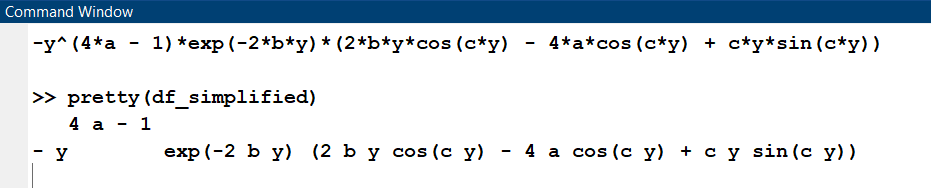 Command Window
-y^(4*a - 1)*exp(-2*b*y)*(2*b*y*cos(c*y) - 4*a*cos(c*y) + c*y*sin(c*y))
>> pretty(df_simplified)
4 a - 1
- y        exp(-2 b y) (2 b y cos(c y) - 4 a cos(c y) + c y sin(c y))